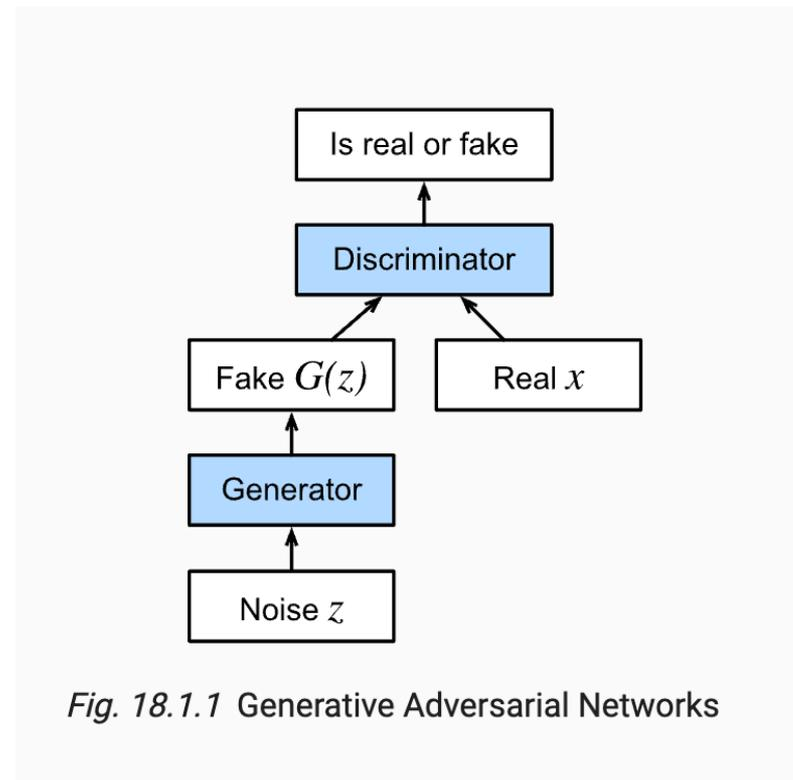 Is real or fake
Discriminator
Fake G(z)
Real x
Generator
Noise z
Fig. 18.1.1 Generative Adversarial Networks